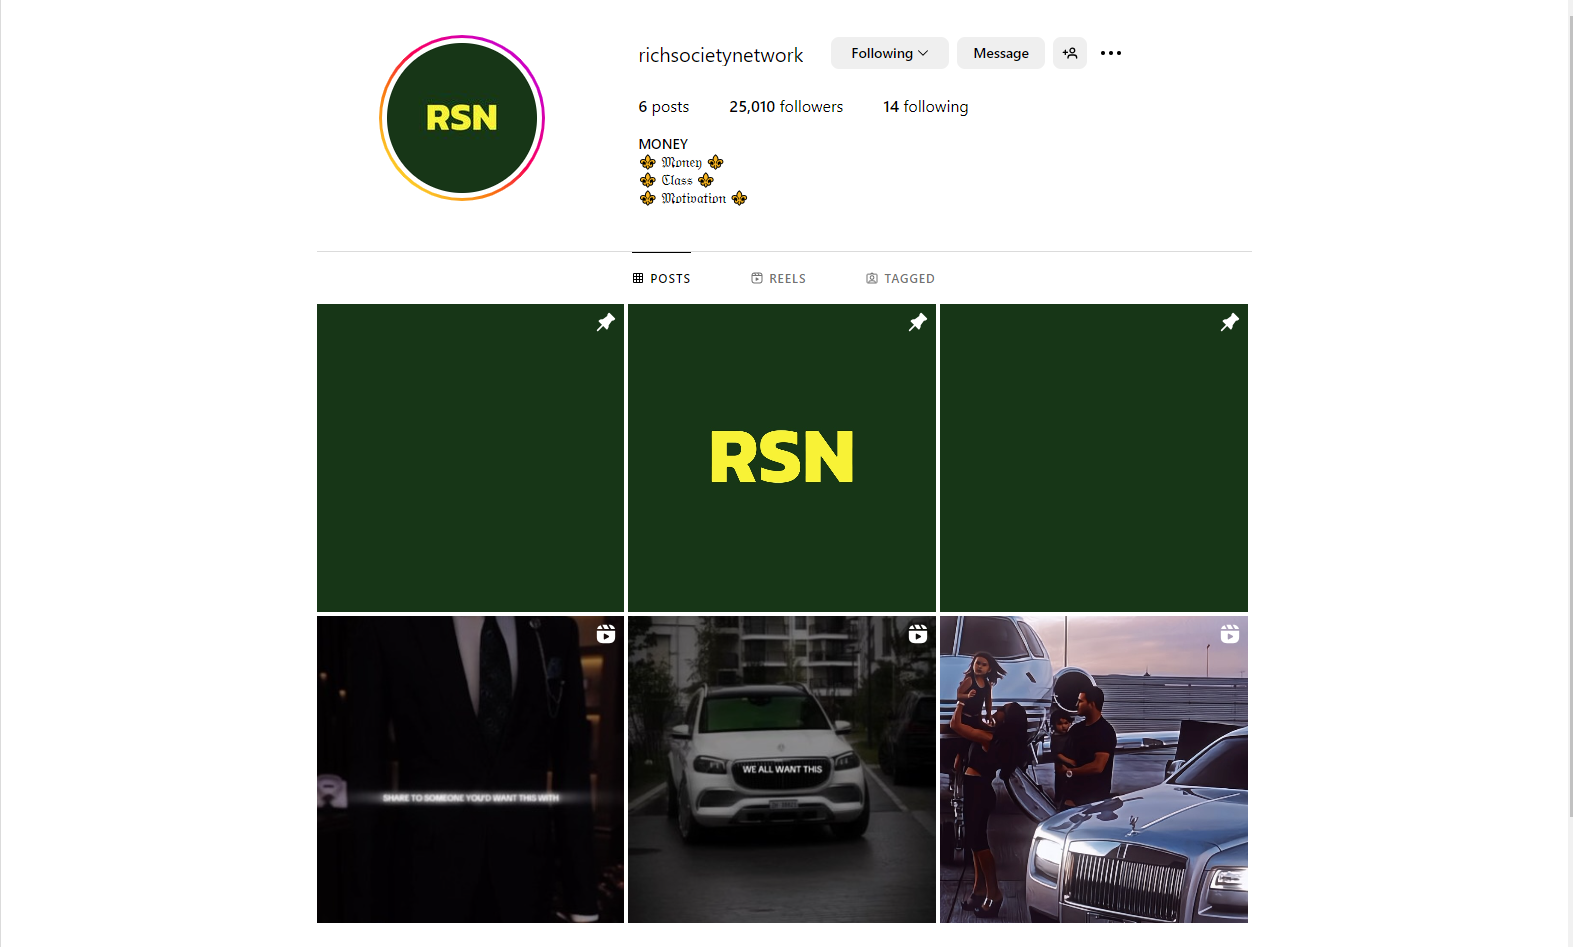 RSN
richsocietynetwork Following Message
6 posts 25,010 followers 14 following
MONEY
⚜️ 𝔐𝔬𝔫𝔢𝔶 ⚜️
⚜️ ℭ𝔩𝔞𝔰𝔰 ⚜️
⚜️ 𝔐𝔬𝔱𝔦𝔳𝔞𝔱𝔦𝔬𝔫 ⚜️
POSTS REELS TAGGED
RSN
SHARE TO SOMEONE YOU'D WANT THIS WITH
WE ALL WANT THIS